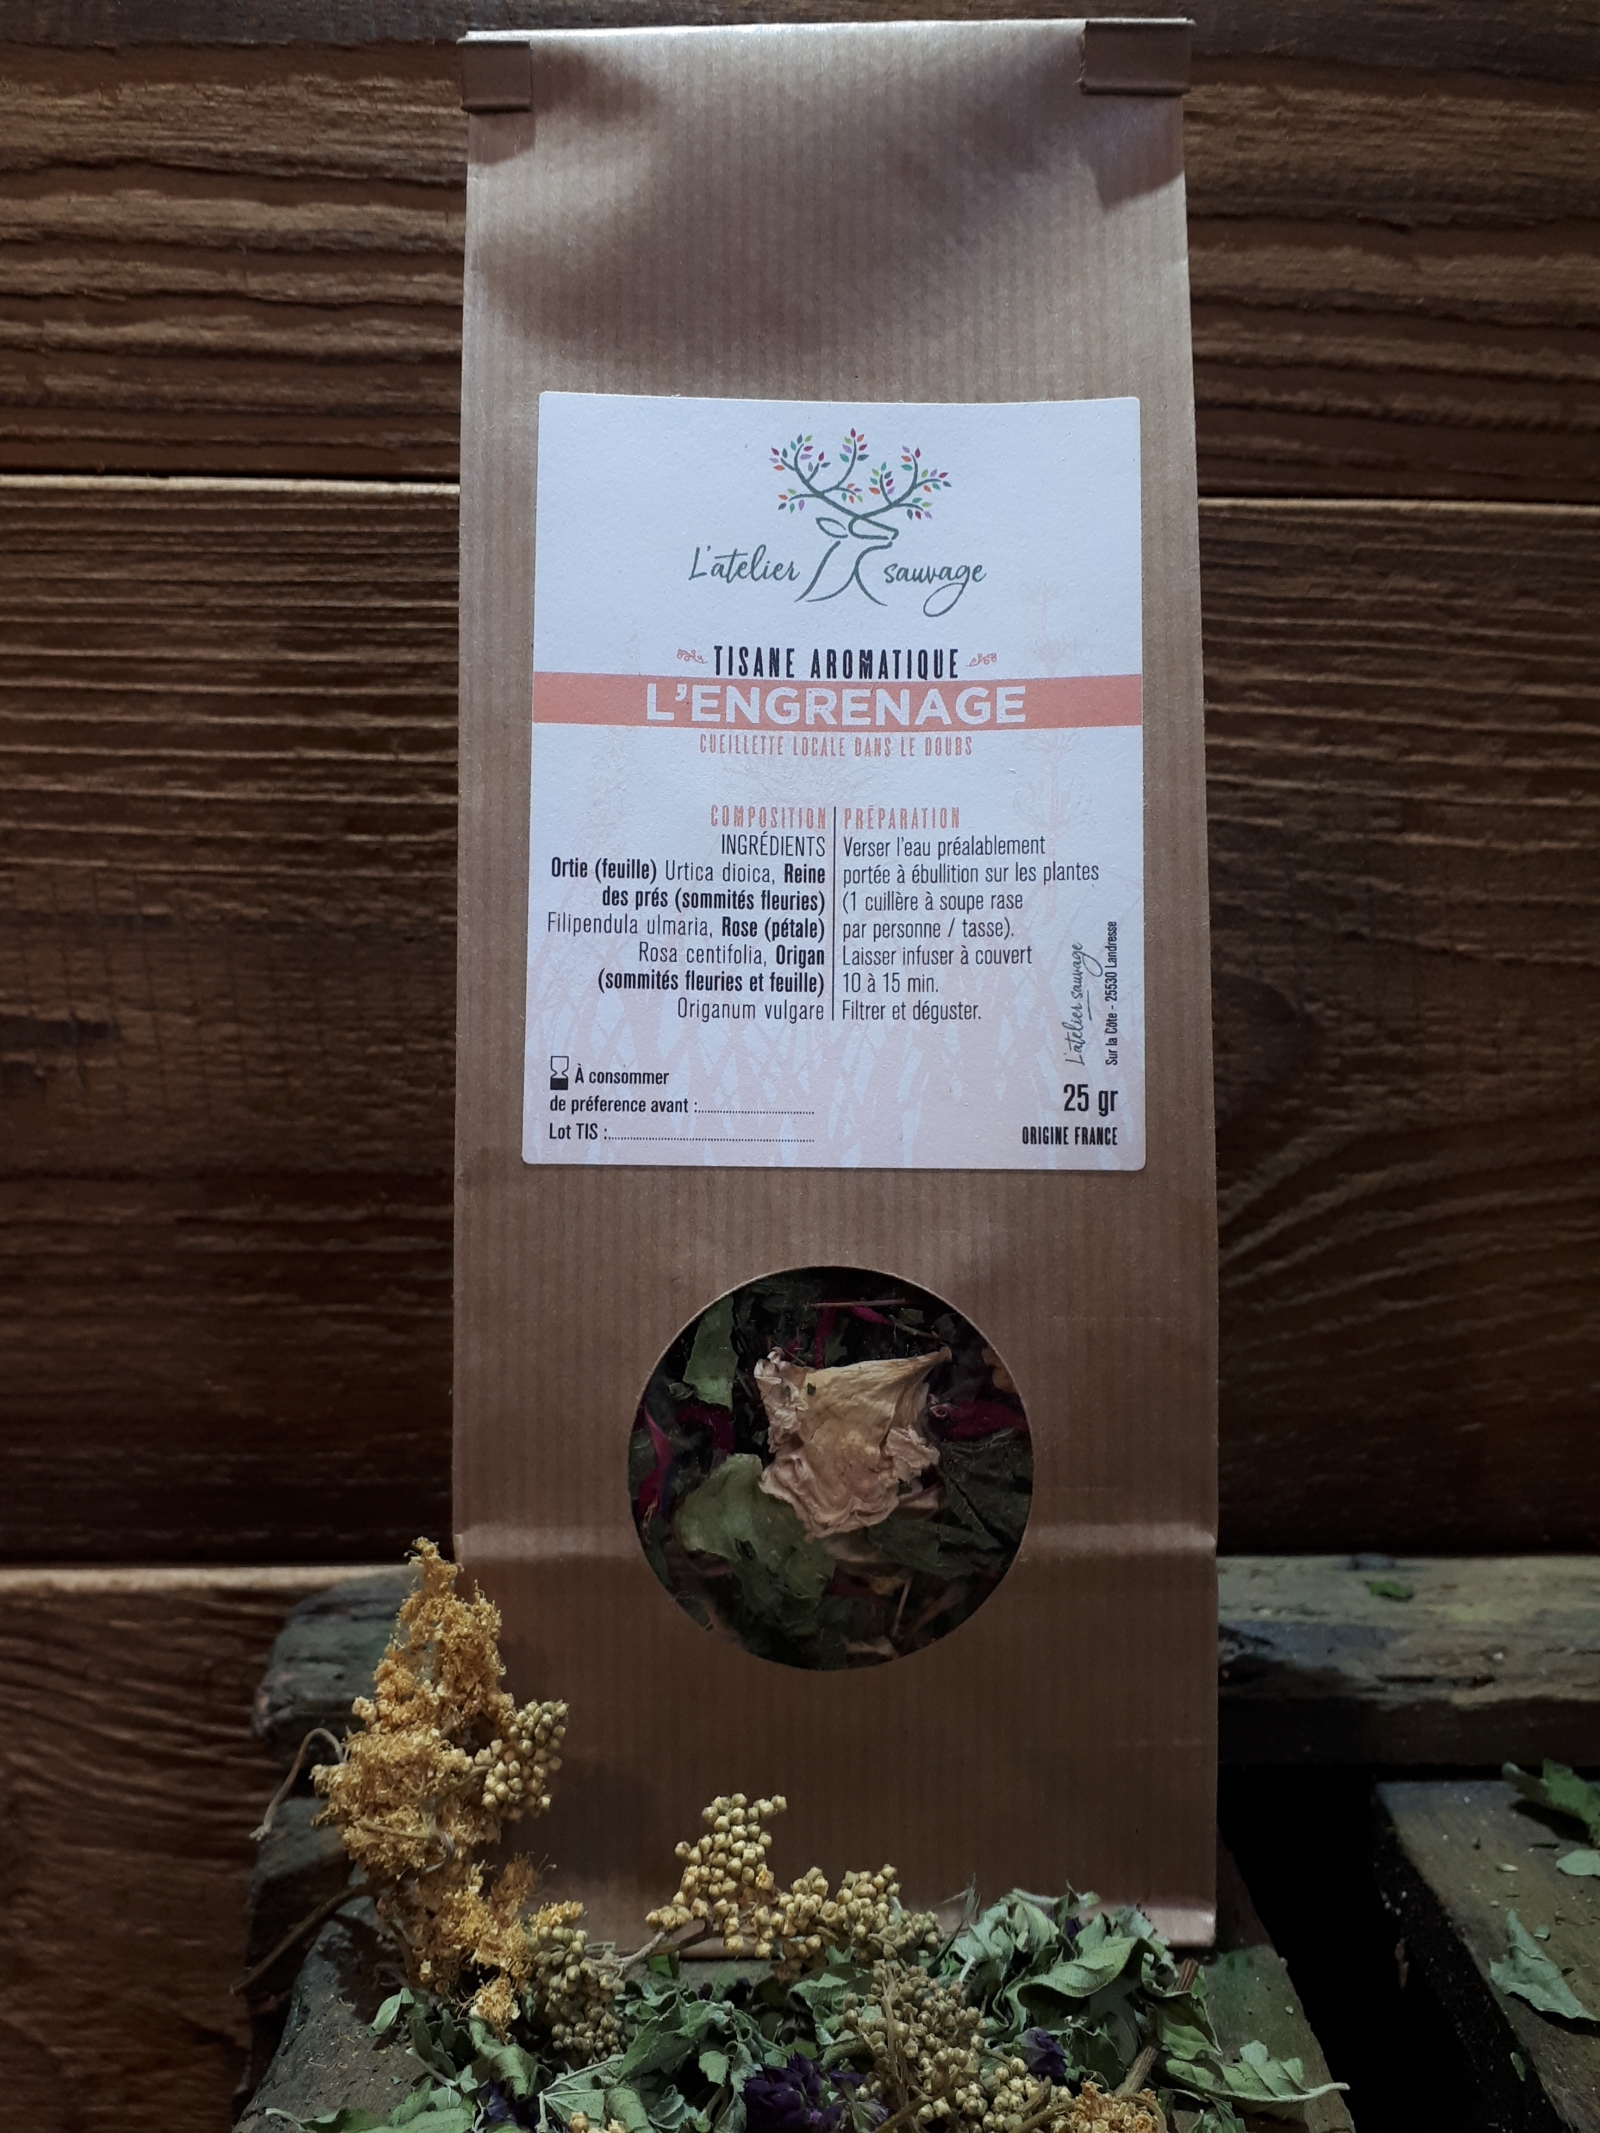 L'atelier sauvage
TISANE AROMATIQUE
L'ENGRENAGE
CUEILLETTE LOCALE DANS LE DOUBS
COMPOSITION
INGRÉDIENTS
Ortie (feuille) Urtica dioica, Reine
des prés (sommités fleuries)
Filipendula ulmaria, Rose (pétale)
Rosa centifolia, Origan
(sommités fleuries et feuille)
Origanum vulgare
PRÉPARATION
Verser l'eau préalablement
portée à ébullition sur les plantes
(1 cuillère à soupe rase
par personne / tasse).
Laisser infuser à couvert
10 à 15 min.
Filtrer et déguster.
L'atelier sauvage
Sur la Côte - 25530 Landresse
À consommer
de préference avant :
Lot TIS :
25 gr
ORIGINE FRANCE